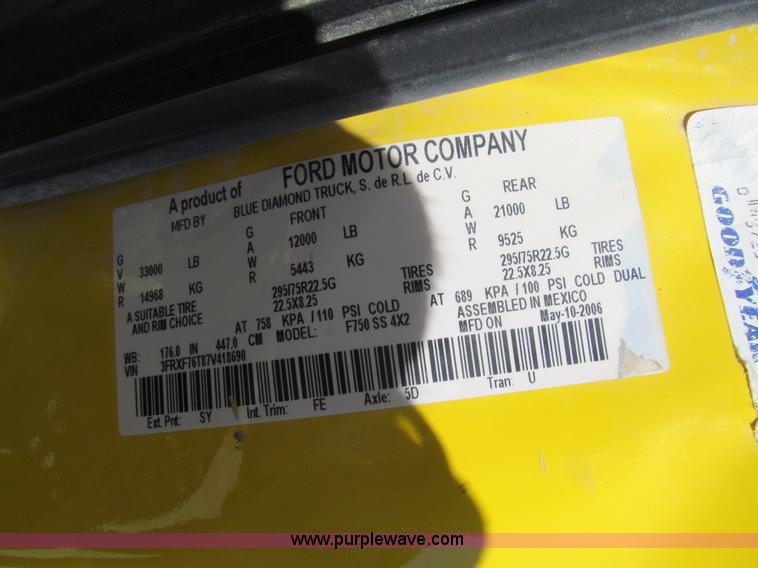 A product of FORD MOTOR COMPANY
MFD BY BLUE DIAMOND TRUCK, S. de R.L. de C.V.
FRONT REAR
GVWR 33000 LB GAWR 12000 LB GAWR 21000 LB
14968 KG 5443 KG 9525 KG
A SUITABLE TIRE 295/75R22.5G TIRES 295/75R22.5G TIRES
AND RIM CHOICE 22.5X8.25 RIMS 22.5X8.25 RIMS
AT 758 KPA / 110 PSI COLD AT 689 KPA / 100 PSI COLD DUAL
WB: 176.0 IN 447.0 CM MODEL: F750 SS 4X2 ASSEMBLED IN MEXICO
VIN 3FRXF76T87V418690 MFD ON May-10-2006
Ext. Pnt: SY Int. Trim: FE Axle: 5D Tran: U
GOODYEAR
www.purplewave.com